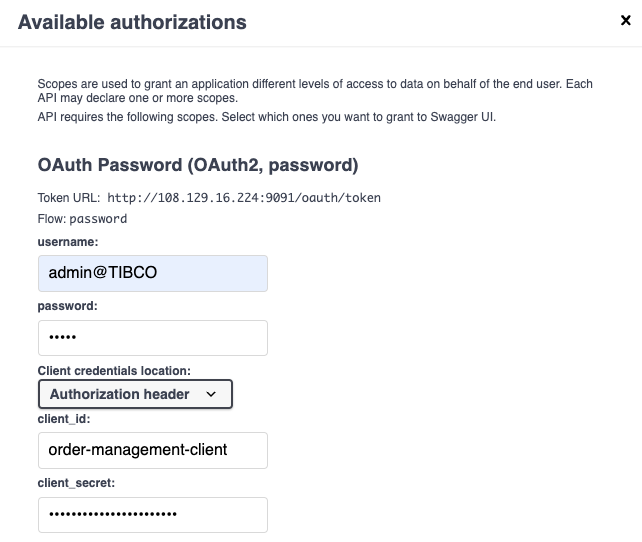 Available authorizations
Scopes are used to grant an application different levels of access to data on behalf of the end user. Each
API may declare one or more scopes.
API requires the following scopes. Select which ones you want to grant to Swagger UI.
OAuth Password (OAuth2, password)
Token URL: http://108.129.16.224:9091/oauth/token
Flow: password
username:
admin@TIBCO
password:
•••••
Client credentials location:
Authorization header
client_id:
order-management-client
client_secret:
•••••••••••••••••••••••